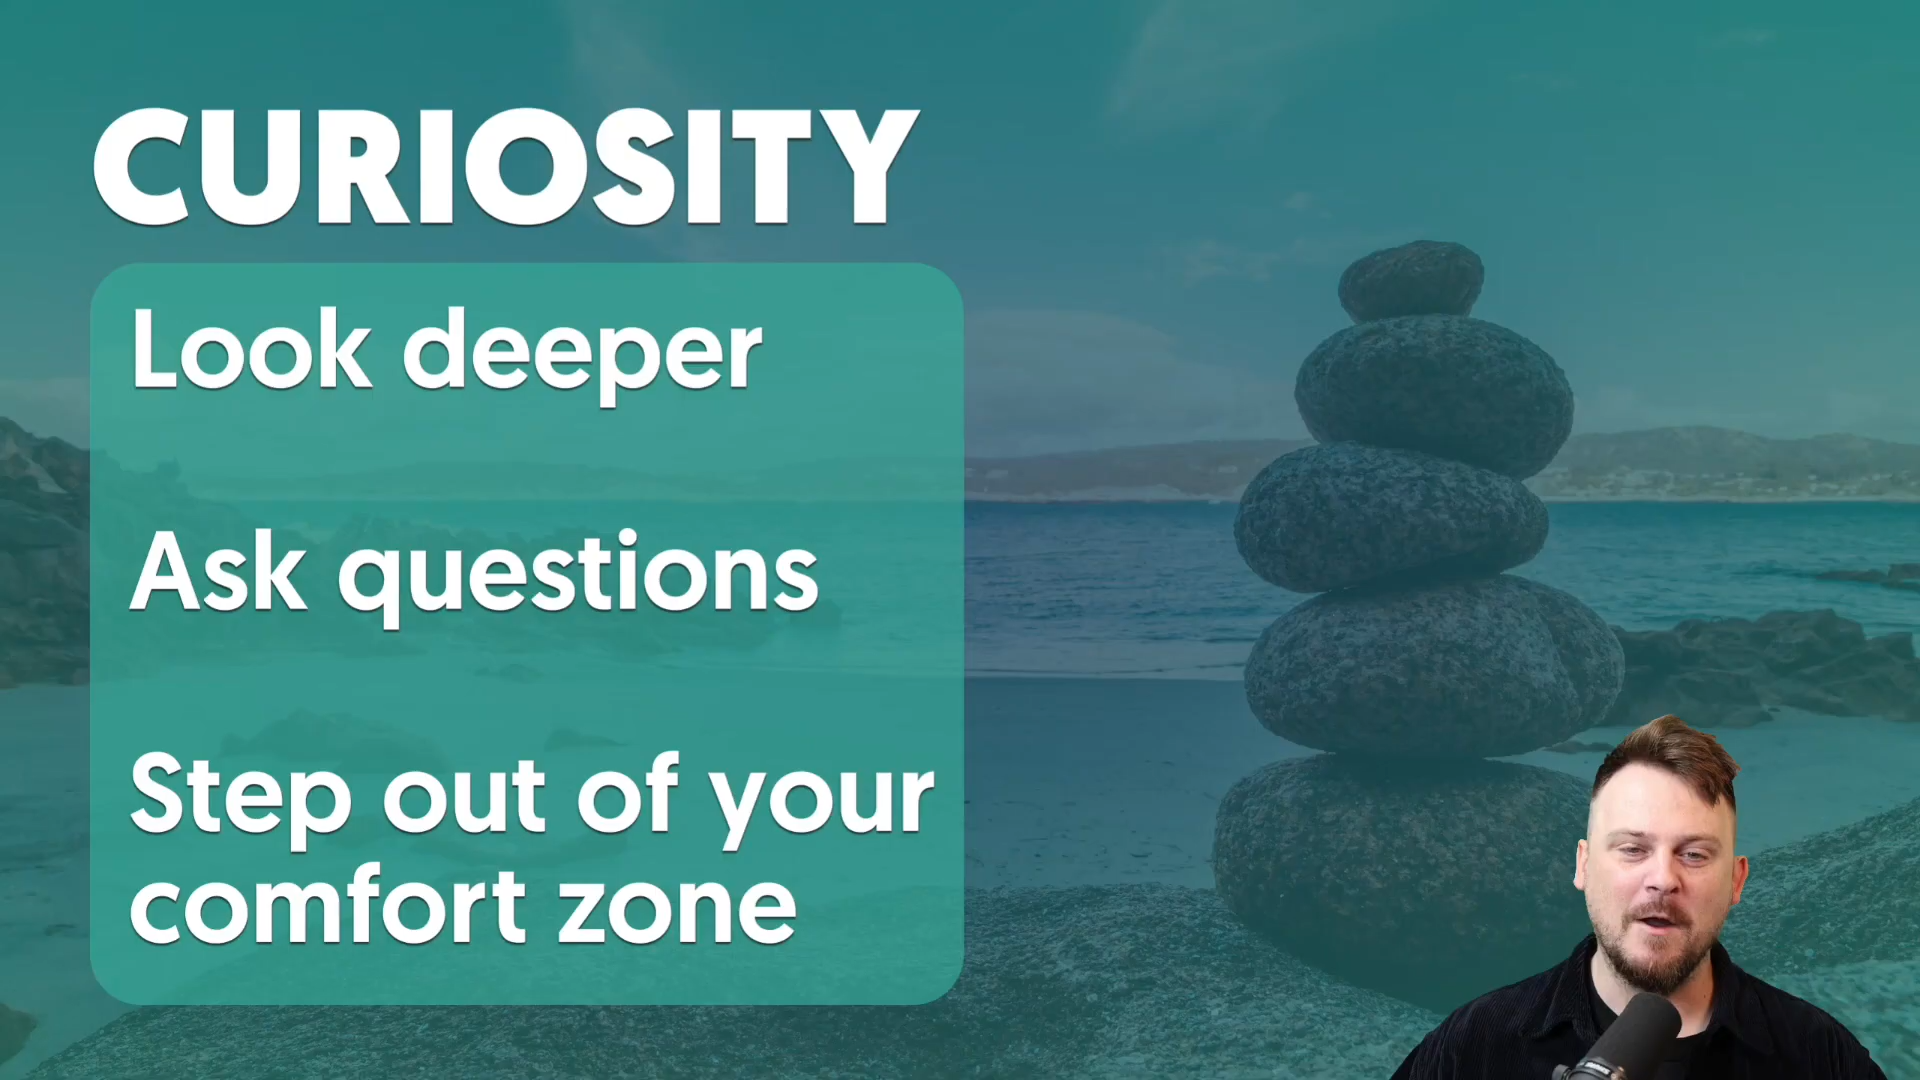 CURIOSITY
Look deeper
Ask questions
Step out of your
comfort zone